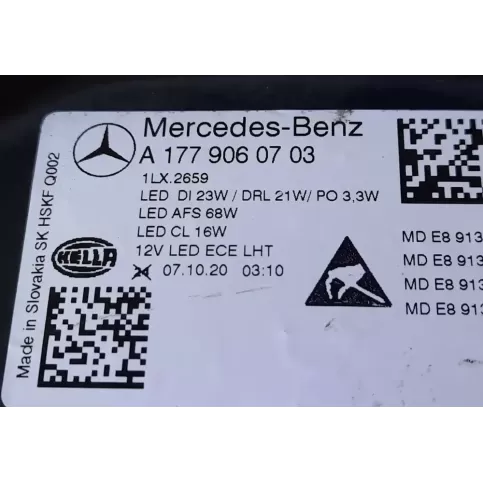 Mercedes-Benz
A 177 906 07 03
1LX.2659
LED DI 23W / DRL 21W/ PO 3,3W
LED AFS 68W
LED CL 16W
12V LED ECE LHT
07.10.20 03:10
HELLA
Made in Slovakia SK HSKF Q002
MD E8 913
MD E8 913
MD E8 913
MD E8 913